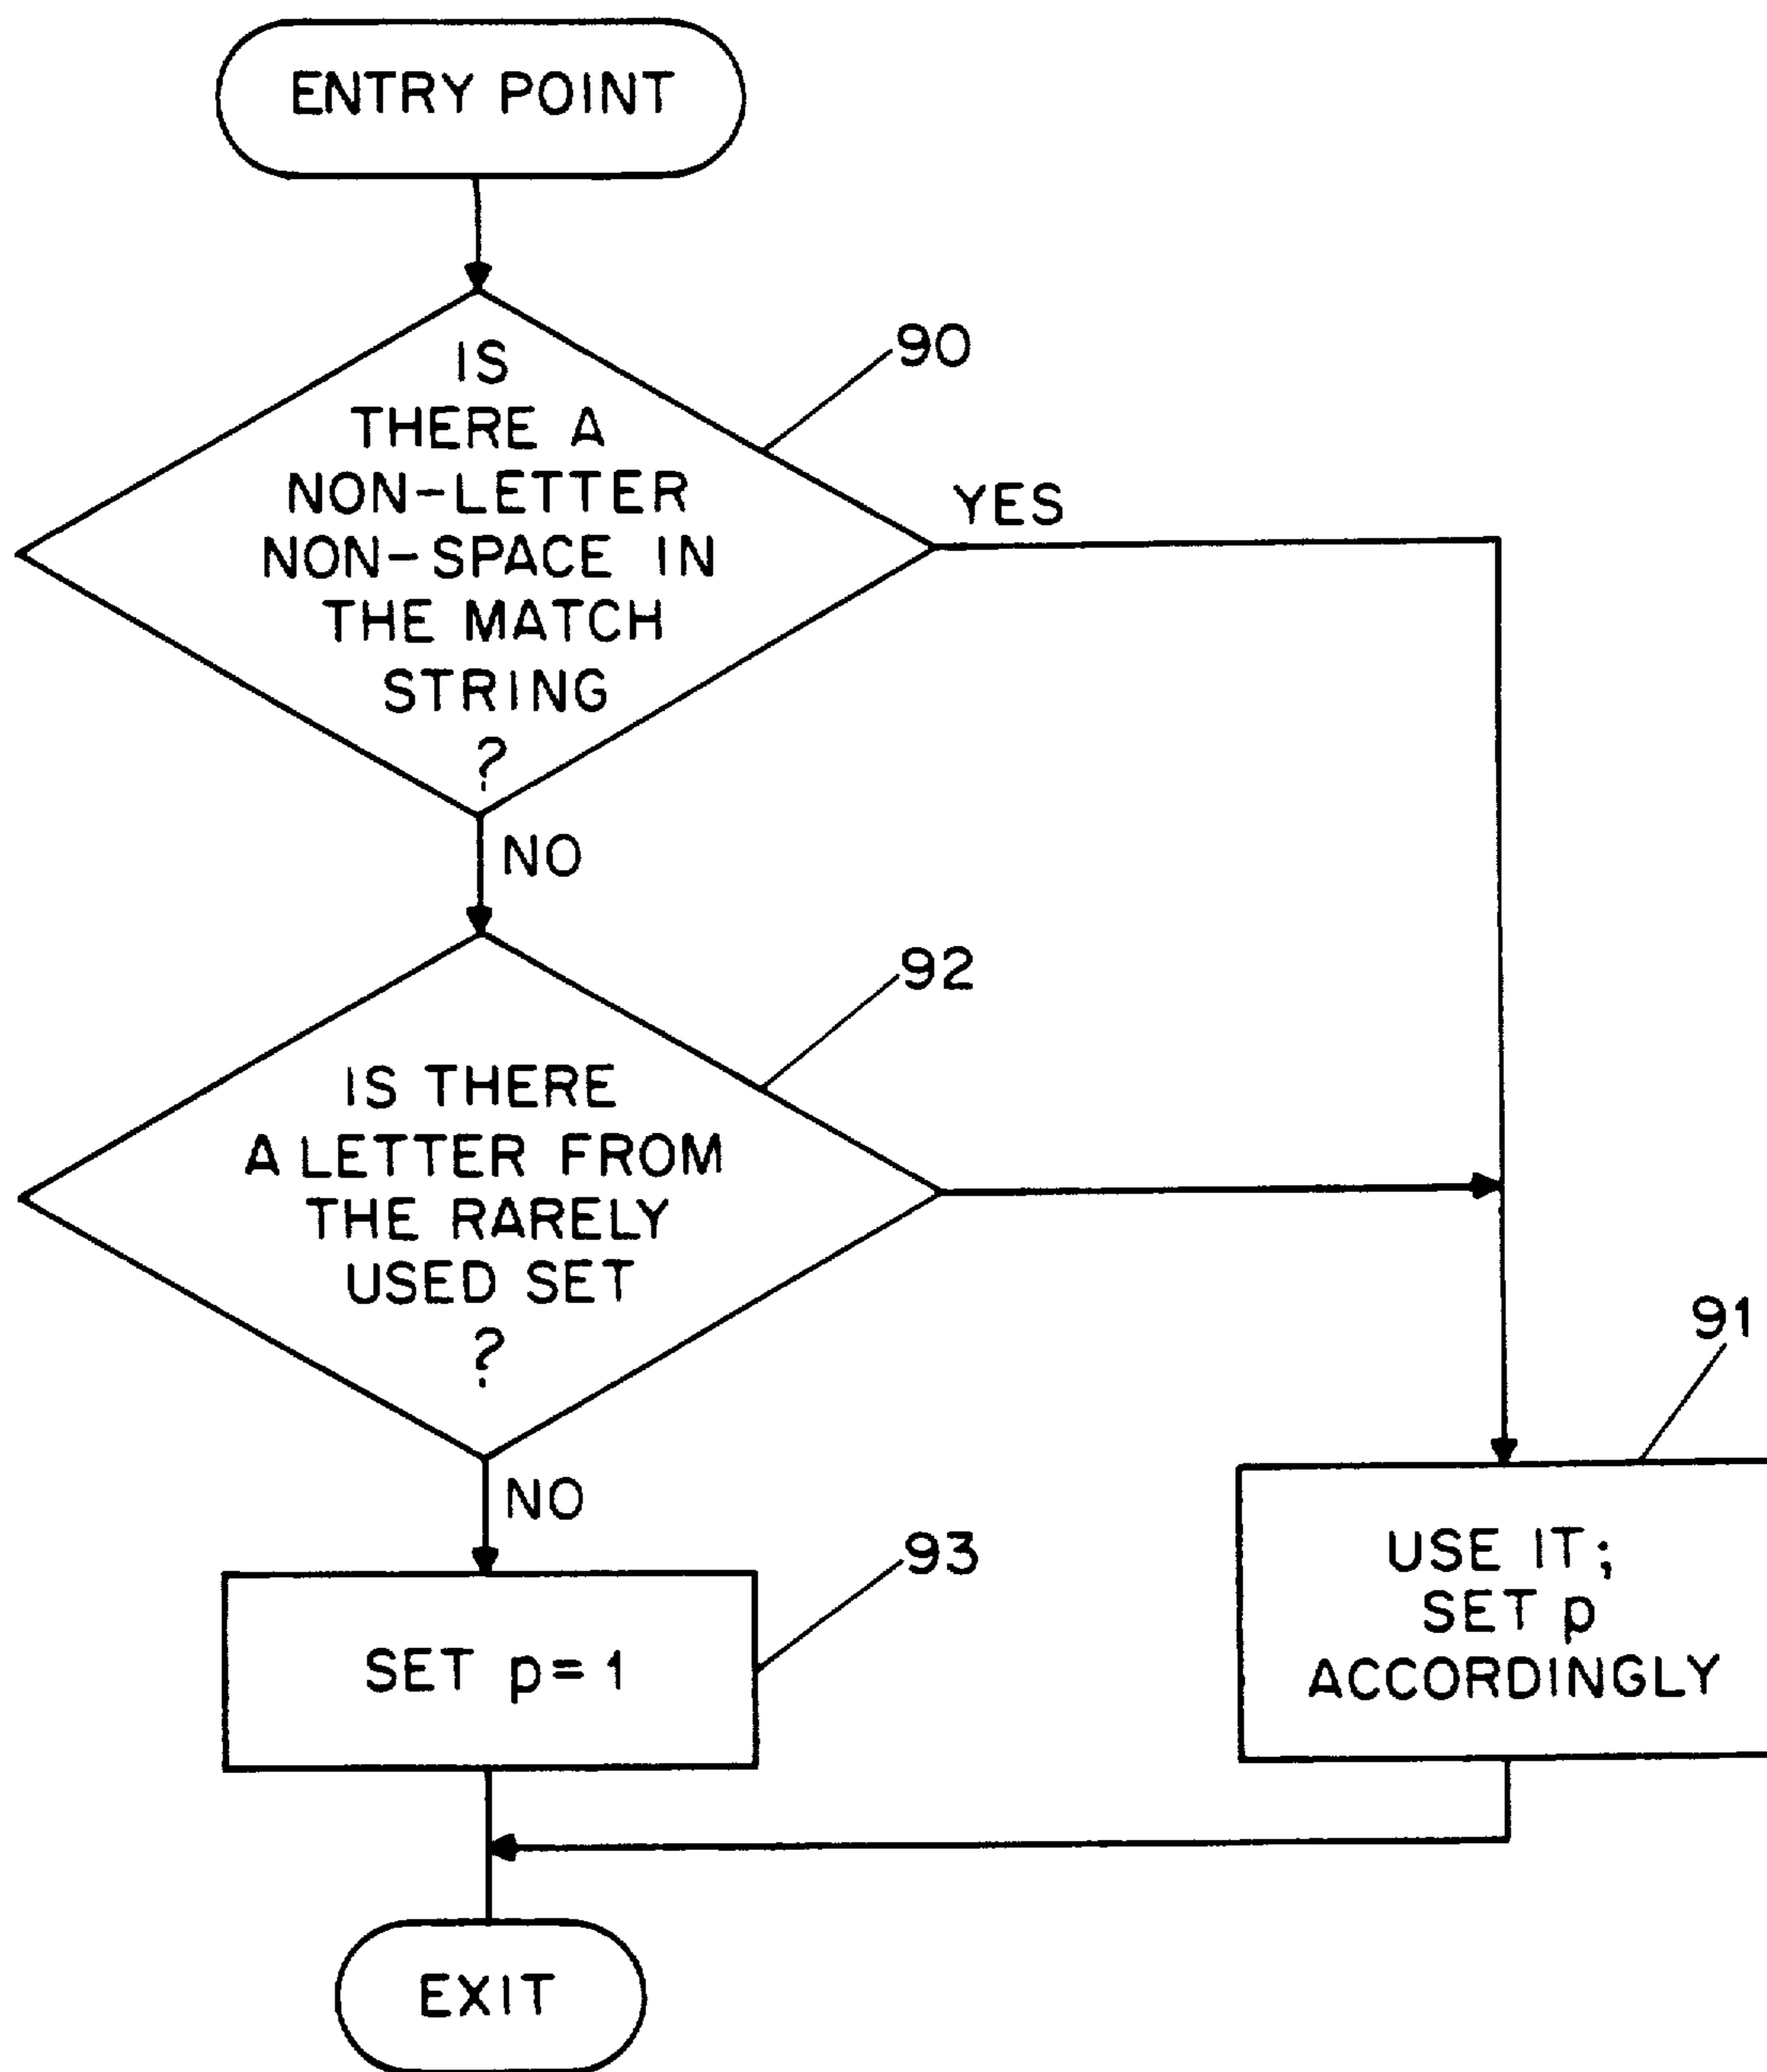 ENTRY POINT
IS
THERE A
NON-LETTER
NON-SPACE IN
THE MATCH
STRING
?
90
YES
NO
IS THERE
A LETTER FROM
THE RARELY
USED SET
?
92
NO
SET p=1
93
USE IT;
SET p
ACCORDINGLY
91
EXIT